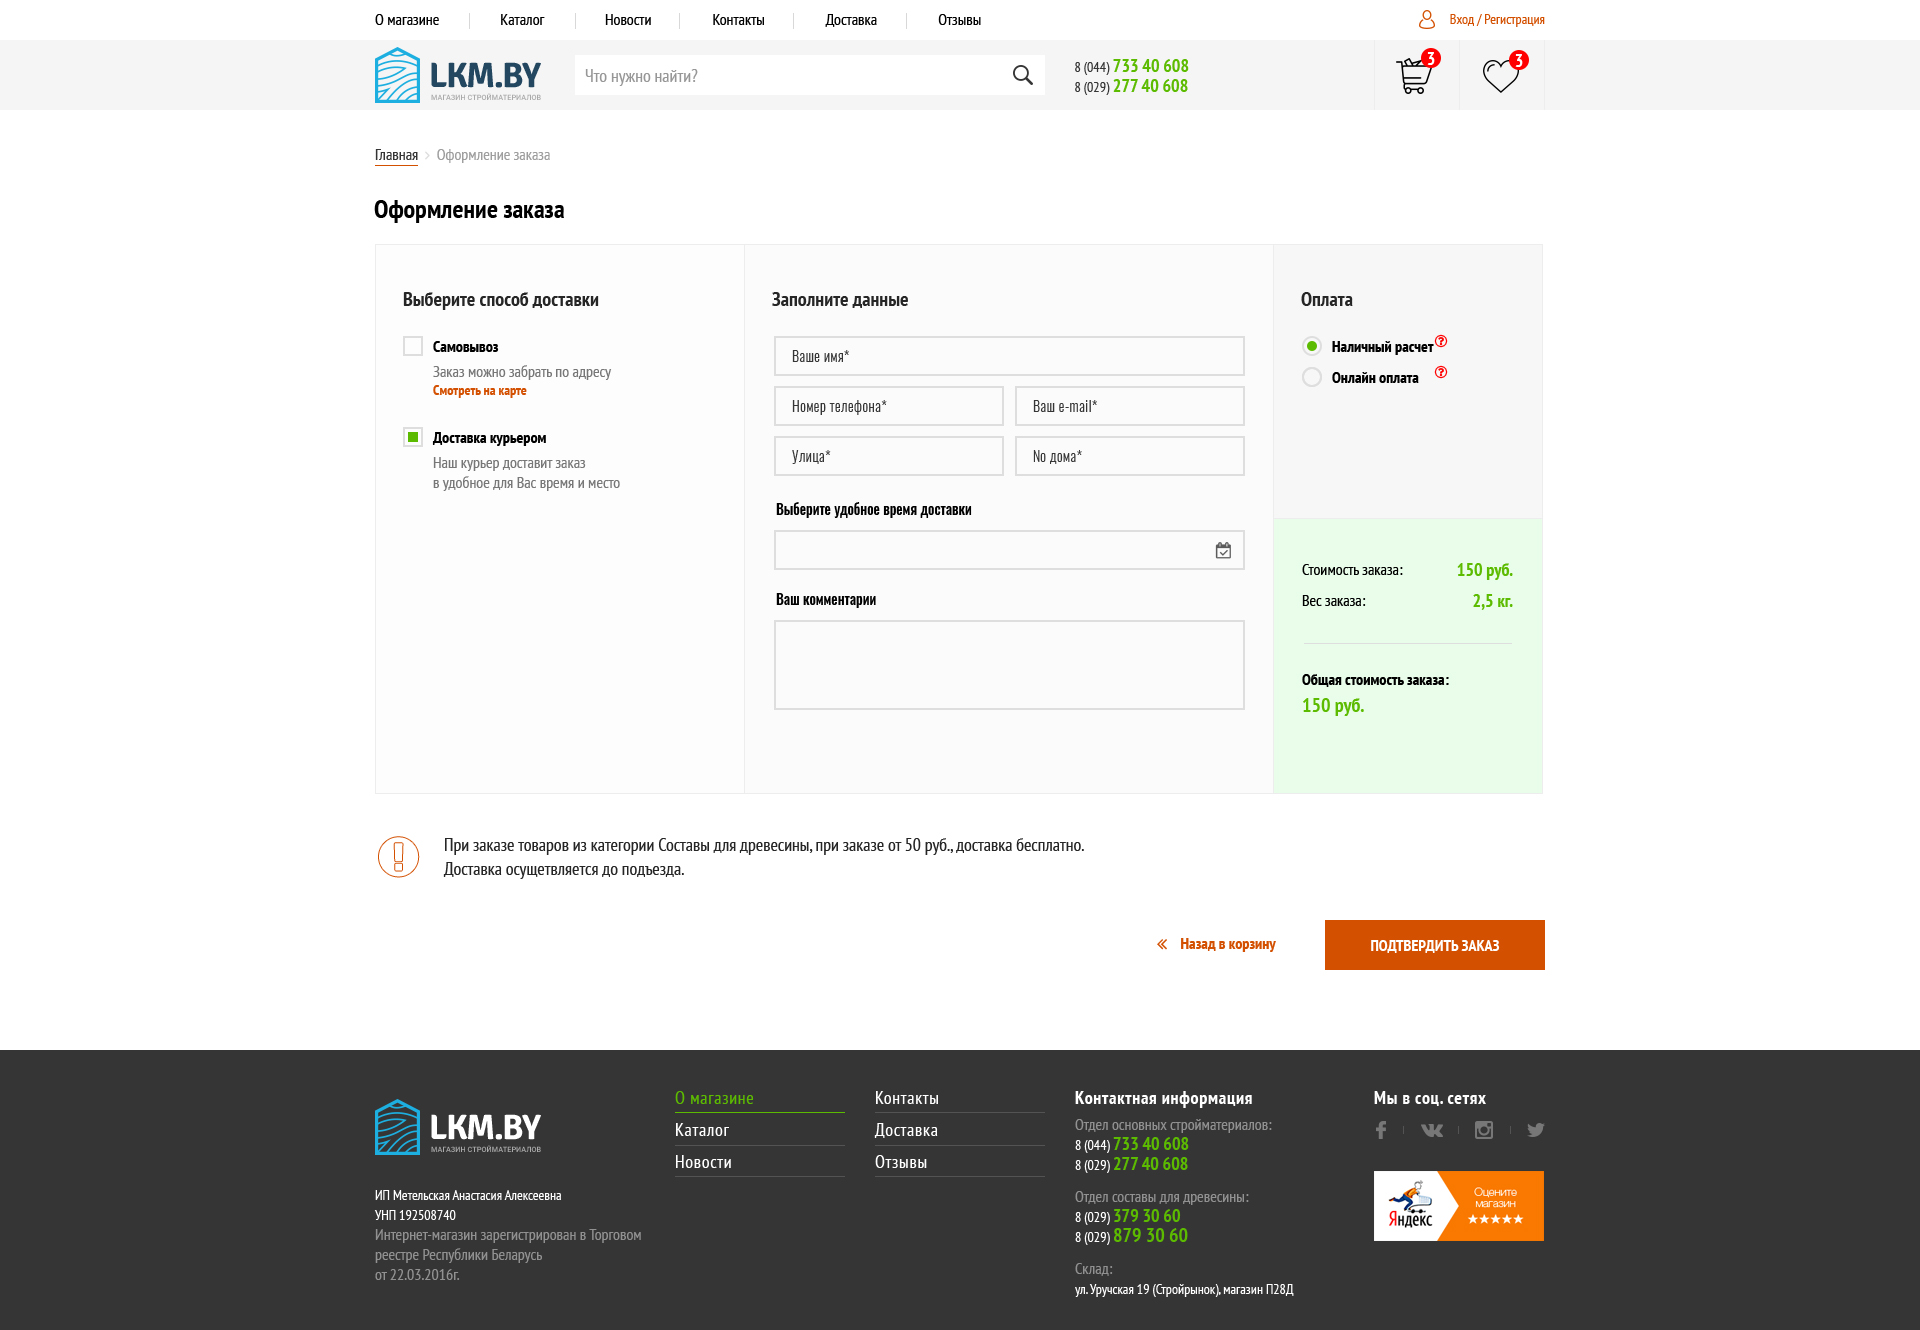 О магазине
Каталог
Новости
Контакты
Доставка
Отзывы
Вход / Регистрация
LKM.BY
МАГАЗИН СТРОЙМАТЕРИАЛОВ
Что нужно найти?
8 (044) 733 40 608
8 (029) 277 40 608
3
3
Главная
Оформление заказа
Оформление заказа
Выберите способ доставки
Самовывоз
Заказ можно забрать по адресу
Смотреть на карте
Доставка курьером
Наш курьер доставит заказ
в удобное для Вас время и место
Заполните данные
Ваше имя*
Номер телефона*
Ваш e-mail*
Улица*
No дома*
Выберите удобное время доставки
Ваш комментарии
Оплата
Наличный расчет ?
Онлайн оплата ?
Стоимость заказа: 150 руб.
Вес заказа: 2,5 кг.
Общая стоимость заказа:
150 руб.
При заказе товаров из категории Составы для древесины, при заказе от 50 руб., доставка бесплатно.
Доставка осущетвляется до подъезда.
« Назад в корзину
ПОДТВЕРДИТЬ ЗАКАЗ
LKM.BY
МАГАЗИН СТРОЙМАТЕРИАЛОВ
ИП Метельская Анастасия Алексеевна
УНП 192508740
Интернет-магазин зарегистрирован в Торговом
реестре Республики Беларусь
от 22.03.2016г.
О магазине
Каталог
Новости
Контакты
Доставка
Отзывы
Контактная информация
Отдел основных стройматериалов:
8 (044) 733 40 608
8 (029) 277 40 608
Отдел составы для древесины:
8 (029) 379 30 60
8 (029) 879 30 60
Склад:
ул. Уручская 19 (Стройрынок), магазин П28Д
Мы в соц. сетях
Яндекс
Оцените
магазин